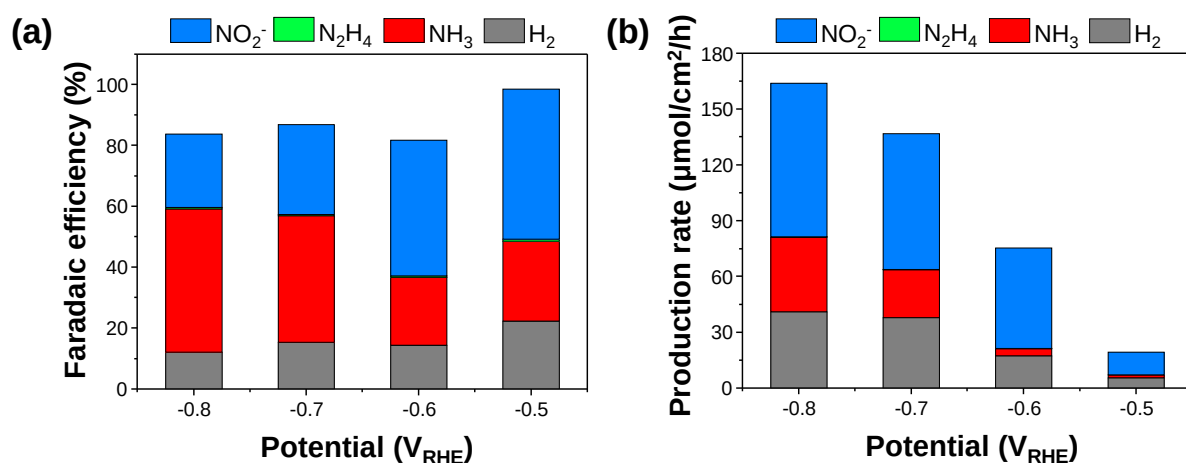 (a)
NO₂⁻ N₂H₄ NH₃ H₂
Faradaic efficiency (%)
100
80
60
40
20
0
-0.8 -0.7 -0.6 -0.5
Potential (V_RHE)
(b)
NO₂⁻ N₂H₄ NH₃ H₂
Production rate (μmol/cm²/h)
180
150
120
90
60
30
0
-0.8 -0.7 -0.6 -0.5
Potential (V_RHE)